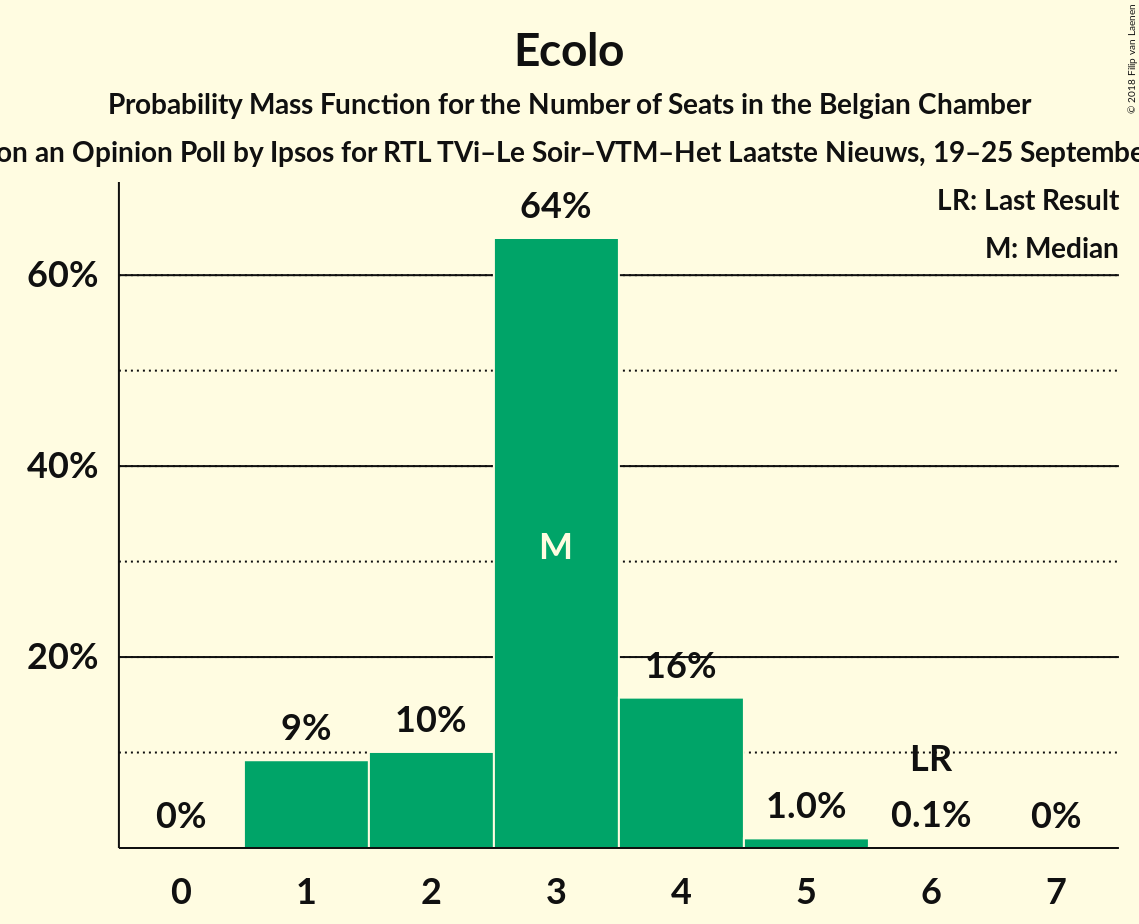 Ecolo
Probability Mass Function for the Number of Seats in the Belgian Chamber
on an Opinion Poll by Ipsos for RTL TVi–Le Soir–VTM–Het Laatste Nieuws, 19–25 Septembe
© 2018 Filip van Laenen
LR: Last Result
M: Median
60%
40%
20%
0%
9%
10%
64%
M
16%
1.0%
LR
0.1%
0%
0 1 2 3 4 5 6 7